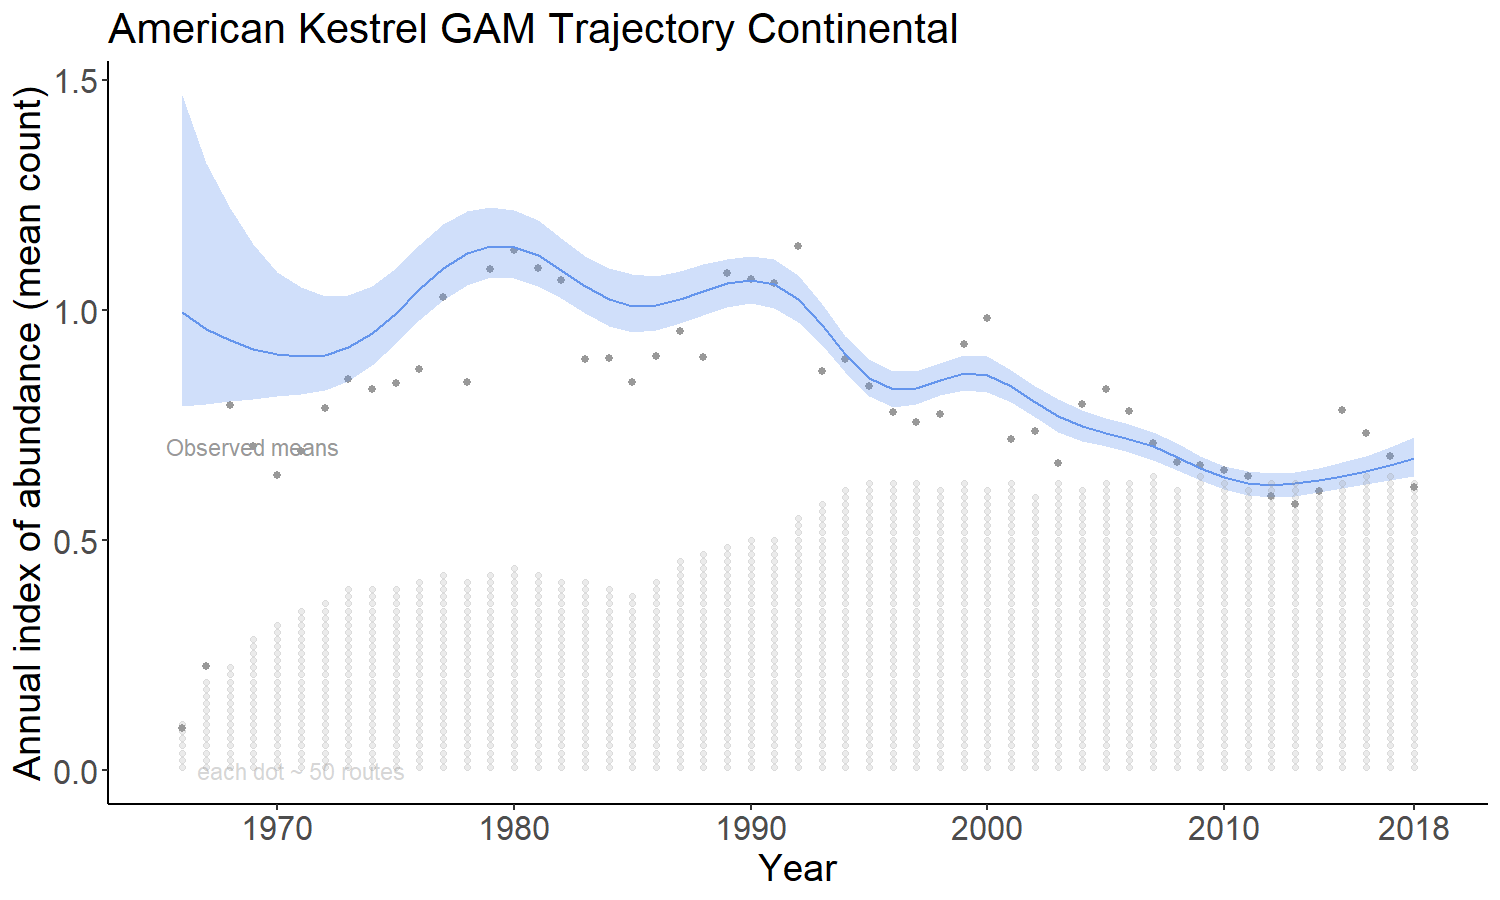 American Kestrel GAM Trajectory Continental
Annual index of abundance (mean count)
1.5
1.0
0.5
0.0
Observed means
each dot ~ 50 routes
1970
1980
1990
2000
2010
2018
Year